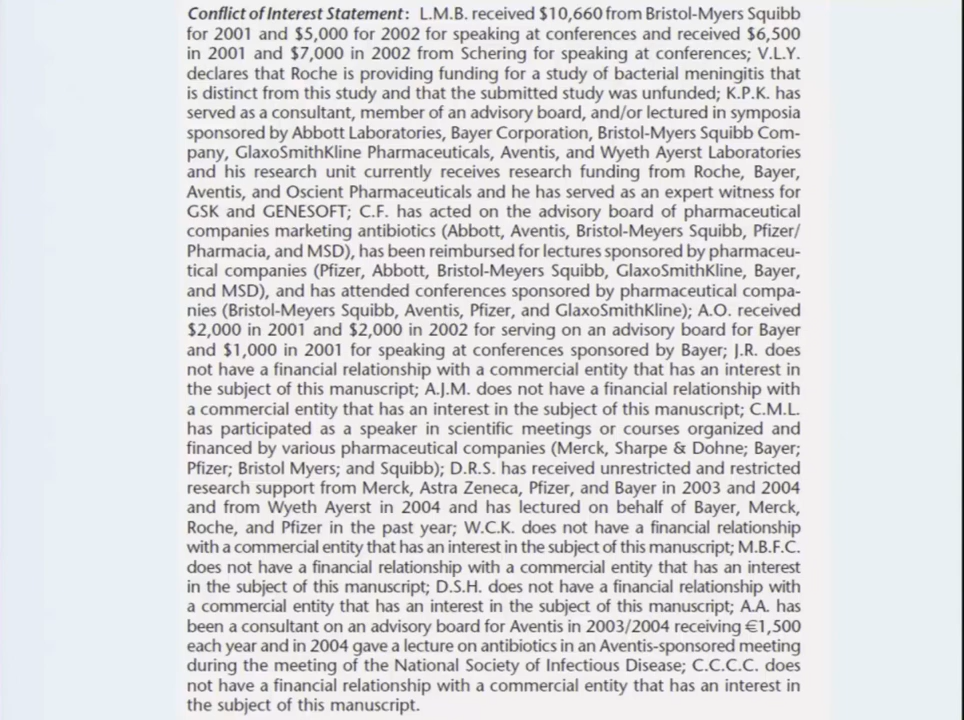 Conflict of Interest Statement: L.M.B. received $10,660 from Bristol-Myers Squibb
for 2001 and $5,000 for 2002 for speaking at conferences and received $6,500
in 2001 and $7,000 in 2002 from Schering for speaking at conferences; V.L.Y.
declares that Roche is providing funding for a study of bacterial meningitis that
is distinct from this study and that the submitted study was unfunded; K.P.K. has
served as a consultant, member of an advisory board, and/or lectured in symposia
sponsored by Abbott Laboratories, Bayer Corporation, Bristol-Myers Squibb Com-
pany, GlaxoSmithKline Pharmaceuticals, Aventis, and Wyeth Ayerst Laboratories
and his research unit currently receives research funding from Roche, Bayer,
Aventis, and Oscient Pharmaceuticals and he has served as an expert witness for
GSK and GENESOFT; C.F. has acted on the advisory board of pharmaceutical
companies marketing antibiotics (Abbott, Aventis, Bristol-Meyers Squibb, Pfizer/
Pharmacia, and MSD), has been reimbursed for lectures sponsored by pharmaceu-
tical companies (Pfizer, Abbott, Bristol-Meyers Squibb, GlaxoSmithKline, Bayer,
and MSD), and has attended conferences sponsored by pharmaceutical compa-
nies (Bristol-Meyers Squibb, Aventis, Pfizer, and GlaxoSmithKline); A.O. received
$2,000 in 2001 and $2,000 in 2002 for serving on an advisory board for Bayer
and $1,000 in 2001 for speaking at conferences sponsored by Bayer; J.R. does
not have a financial relationship with a commercial entity that has an interest in
the subject of this manuscript; A.J.M. does not have a financial relationship with
a commercial entity that has an interest in the subject of this manuscript; C.M.L.
has participated as a speaker in scientific meetings or courses organized and
financed by various pharmaceutical companies (Merck, Sharpe & Dohne; Bayer;
Pfizer; Bristol Myers; and Squibb); D.R.S. has received unrestricted and restricted
research support from Merck, Astra Zeneca, Pfizer, and Bayer in 2003 and 2004
and from Wyeth Ayerst in 2004 and has lectured on behalf of Bayer, Merck,
Roche, and Pfizer in the past year; W.C.K. does not have a financial relationship
with a commercial entity that has an interest in the subject of this manuscript; M.B.F.C.
does not have a financial relationship with a commercial entity that has an interest
in the subject of this manuscript; D.S.H. does not have a financial relationship with
a commercial entity that has an interest in the subject of this manuscript; A.A. has
been a consultant on an advisory board for Aventis in 2003/2004 receiving €1,500
each year and in 2004 gave a lecture on antibiotics in an Aventis-sponsored meeting
during the meeting of the National Society of Infectious Disease; C.C.C.C. does
not have a financial relationship with a commercial entity that has an interest in
the subject of this manuscript.